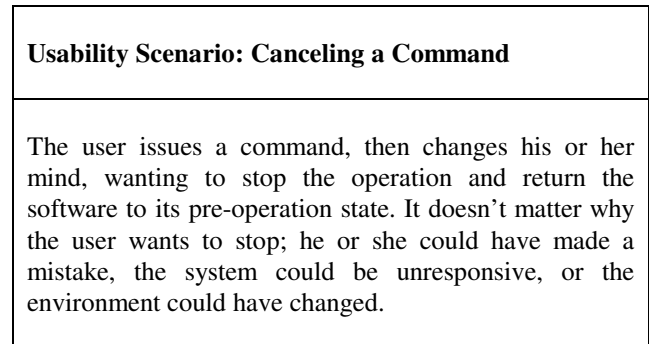 Usability Scenario: Canceling a Command
The user issues a command, then changes his or her
mind, wanting to stop the operation and return the
software to its pre-operation state. It doesn’t matter why
the user wants to stop; he or she could have made a
mistake, the system could be unresponsive, or the
environment could have changed.